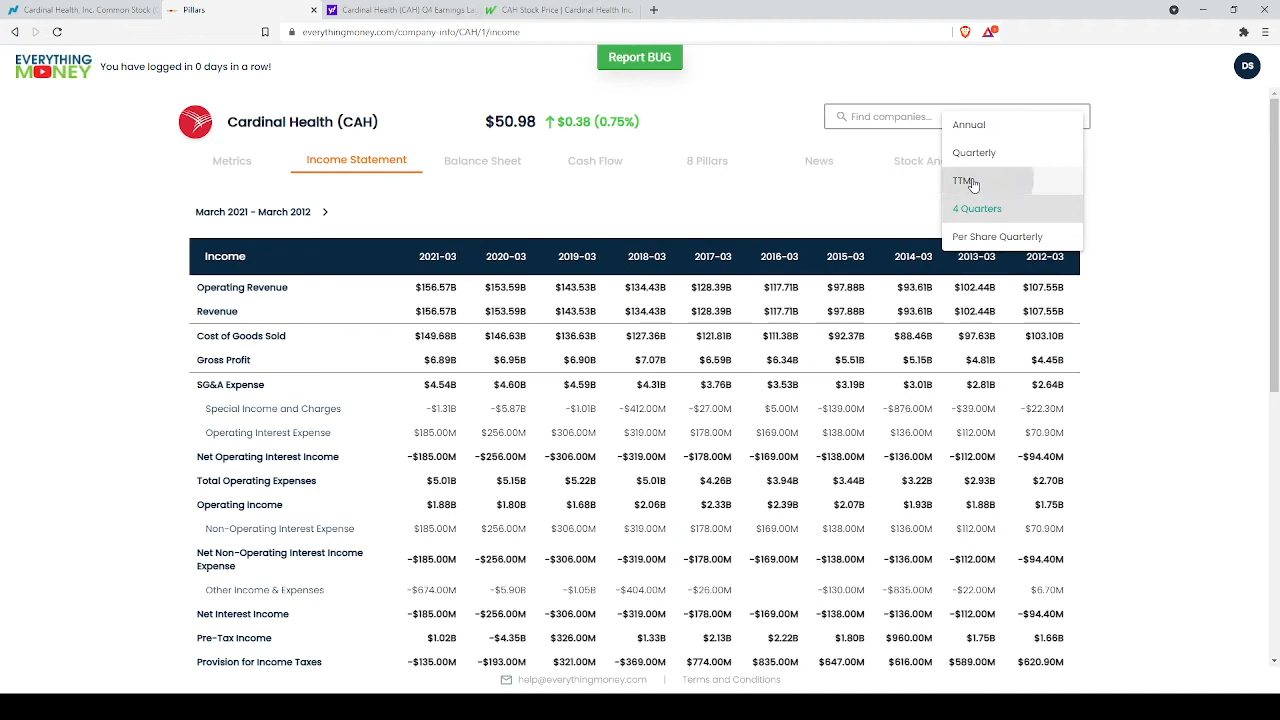 Cardinal Health, Inc. Common Stock (
Pillars
Cardinal Health (CAH) Q4 Earnings La
CAH Stock Price | Cardinal Health Inc.
everythingmoney.com/company-info/CAH/1/income
EVERYTHING
MONEY
You have logged in 0 days in a row!
Report BUG
DS
Cardinal Health (CAH)
$50.98
$0.38 (0.75%)
Find companies...
Metrics
Income Statement
Balance Sheet
Cash Flow
8 Pillars
News
Stock An
Annual
Quarterly
TTM
4 Quarters
Per Share Quarterly
March 2021 - March 2012
Income 2021-03 2020-03 2019-03 2018-03 2017-03 2016-03 2015-03 2014-03 2013-03 2012-03
Operating Revenue $156.57B $153.59B $143.53B $134.43B $128.39B $117.71B $97.88B $93.61B $102.44B $107.55B
Revenue $156.57B $153.59B $143.53B $134.43B $128.39B $117.71B $97.88B $93.61B $102.44B $107.55B
Cost of Goods Sold $149.68B $146.63B $136.63B $127.36B $121.81B $111.38B $92.37B $88.46B $97.63B $103.10B
Gross Profit $6.89B $6.95B $6.90B $7.07B $6.59B $6.34B $5.51B $5.15B $4.81B $4.45B
SG&A Expense $4.54B $4.60B $4.59B $4.31B $3.76B $3.53B $3.19B $3.01B $2.81B $2.64B
Special Income and Charges -$1.31B -$5.87B -$1.01B -$412.00M -$27.00M $5.00M -$139.00M -$876.00M -$39.00M -$22.30M
Operating Interest Expense $185.00M $256.00M $306.00M $319.00M $178.00M $169.00M $138.00M $136.00M $112.00M $70.90M
Net Operating Interest Income -$185.00M -$256.00M -$306.00M -$319.00M -$178.00M -$169.00M -$138.00M -$136.00M -$112.00M -$94.40M
Total Operating Expenses $5.01B $5.15B $5.22B $5.01B $4.26B $3.94B $3.44B $3.22B $2.93B $2.70B
Operating Income $1.88B $1.80B $1.68B $2.06B $2.33B $2.39B $2.07B $1.93B $1.88B $1.75B
Non-Operating Interest Expense $185.00M $256.00M $306.00M $319.00M $178.00M $169.00M $138.00M $136.00M $112.00M $70.90M
Net Non-Operating Interest Income
Expense -$185.00M -$256.00M -$306.00M -$319.00M -$178.00M -$169.00M -$138.00M -$136.00M -$112.00M -$94.40M
Other Income & Expenses -$674.00M -$5.90B -$1.05B -$404.00M -$26.00M -$130.00M -$835.00M -$22.00M $6.70M
Net Interest Income -$185.00M -$256.00M -$306.00M -$319.00M -$178.00M -$169.00M -$138.00M -$136.00M -$112.00M -$94.40M
Pre-Tax Income $1.02B -$4.35B $326.00M $1.33B $2.13B $2.22B $1.80B $960.00M $1.75B $1.66B
Provision for Income Taxes -$135.00M -$193.00M $321.00M -$369.00M $774.00M $835.00M $647.00M $616.00M $589.00M $620.90M
help@everythingmoney.com | Terms and Conditions